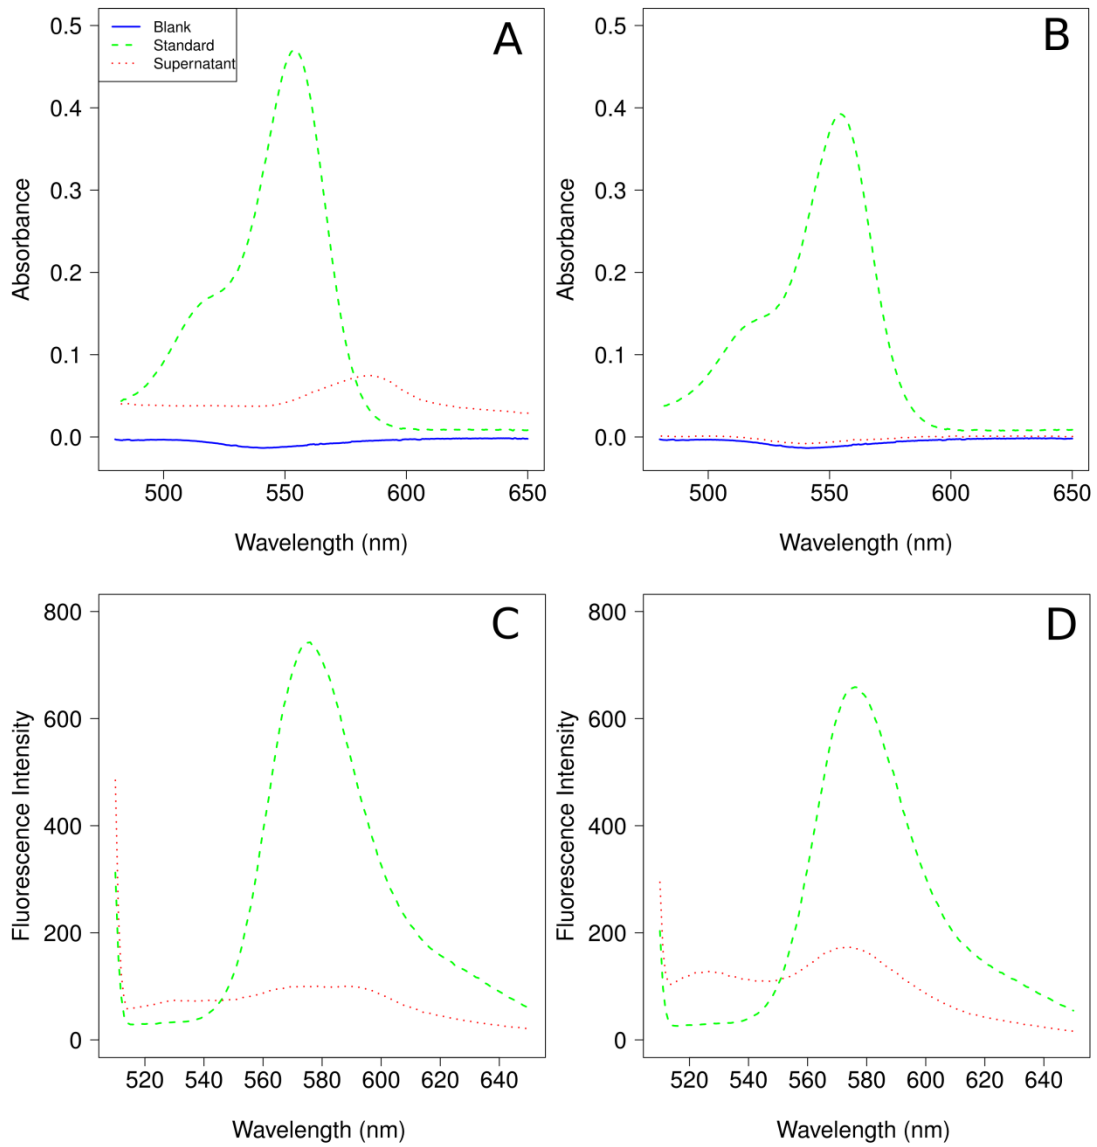 A
Blank
Standard
Supernatant
0.5
0.4
0.3
0.2
0.1
0.0
Absorbance
500
550
600
650
Wavelength (nm)
B
0.5
0.4
0.3
0.2
0.1
0.0
Absorbance
500
550
600
650
Wavelength (nm)
C
800
600
400
200
0
Fluorescence Intensity
520
540
560
580
600
620
640
Wavelength (nm)
D
800
600
400
200
0
Fluorescence Intensity
520
540
560
580
600
620
640
Wavelength (nm)